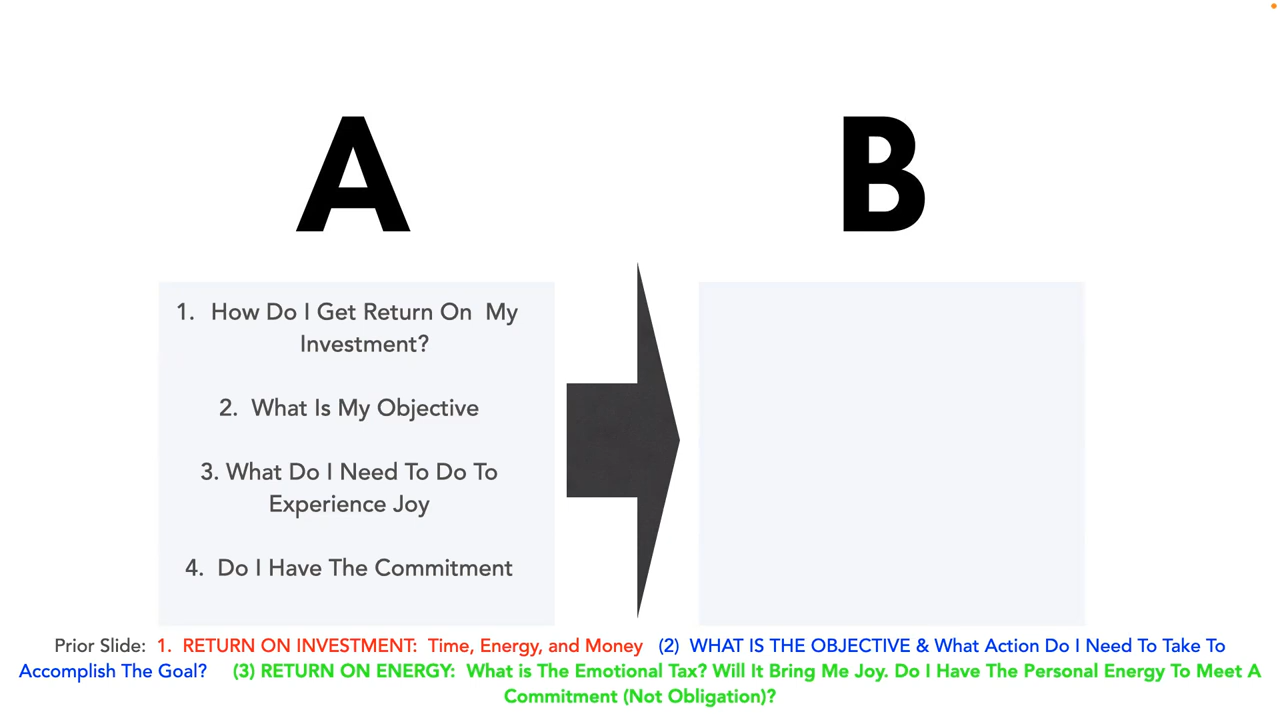 A
B
1. How Do I Get Return On My
Investment?
2. What Is My Objective
3. What Do I Need To Do To
Experience Joy
4. Do I Have The Commitment
Prior Slide: 1. RETURN ON INVESTMENT: Time, Energy, and Money (2) WHAT IS THE OBJECTIVE & What Action Do I Need To Take To
Accomplish The Goal? (3) RETURN ON ENERGY: What is The Emotional Tax? Will It Bring Me Joy. Do I Have The Personal Energy To Meet A
Commitment (Not Obligation)?